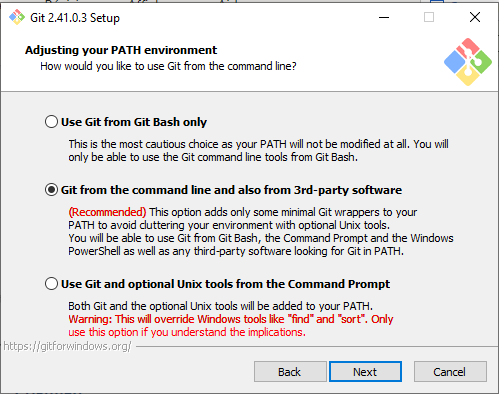 Git 2.41.0.3 Setup
Adjusting your PATH environment
How would you like to use Git from the command line?
Use Git from Git Bash only
This is the most cautious choice as your PATH will not be modified at all. You will
only be able to use the Git command line tools from Git Bash.
Git from the command line and also from 3rd-party software
(Recommended) This option adds only some minimal Git wrappers to your
PATH to avoid cluttering your environment with optional Unix tools.
You will be able to use Git from Git Bash, the Command Prompt and the Windows
PowerShell as well as any third-party software looking for Git in PATH.
Use Git and optional Unix tools from the Command Prompt
Both Git and the optional Unix tools will be added to your PATH.
Warning: This will override Windows tools like "find" and "sort". Only
use this option if you understand the implications.
https://gitforwindows.org/
Back
Next
Cancel